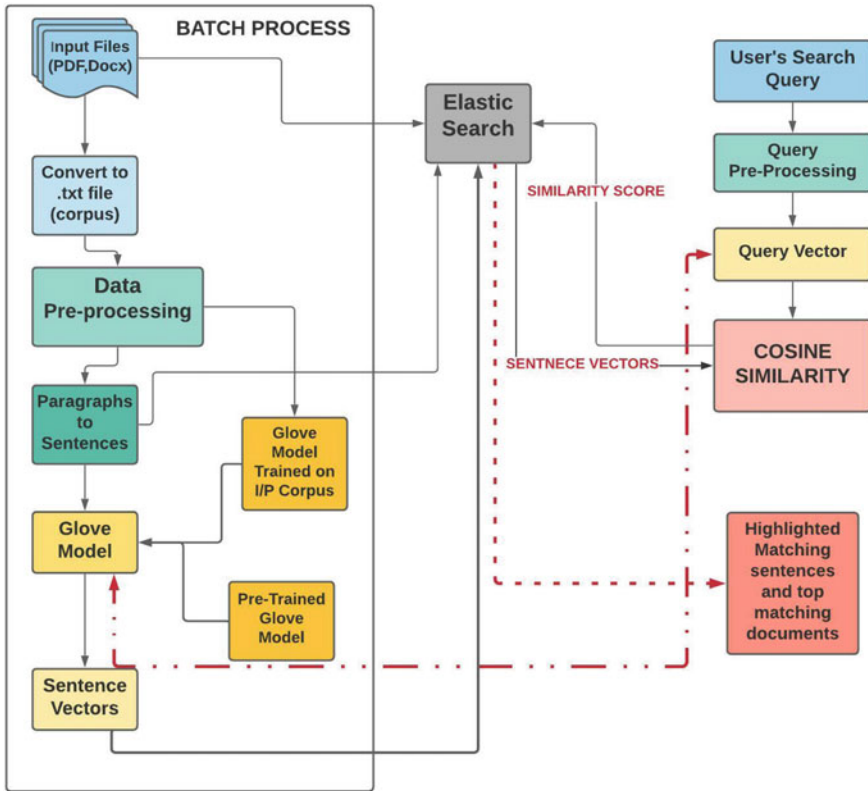 BATCH PROCESS
Input Files
(PDF,Docx)
Convert to
.txt file
(corpus)
Data
Pre-processing
Paragraphs
to
Sentences
Glove
Model
Trained on
I/P Corpus
Glove
Model
Pre-Trained
Glove
Model
Sentence
Vectors
Elastic
Search
SIMILARITY SCORE
SENTNECE VECTORS
User's Search
Query
Query
Pre-Processing
Query Vector
COSINE
SIMILARITY
Highlighted
Matching
sentences
and top
matching
documents